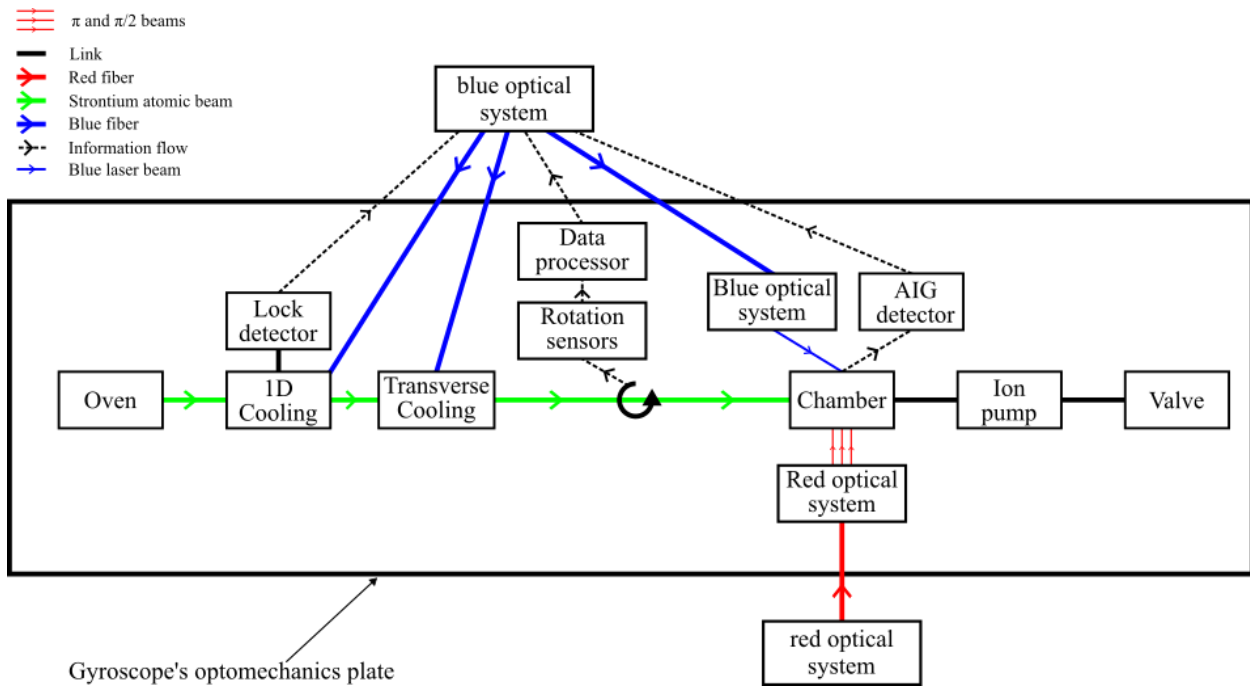 π and π/2 beams
Link
Red fiber
Strontium atomic beam
Blue fiber
Information flow
Blue laser beam
blue optical
system
Data
processor
Lock
detector
Rotation
sensors
Blue optical
system
AIG
detector
Oven
1D
Cooling
Transverse
Cooling
Chamber
Ion
pump
Valve
Red optical
system
red optical
system
Gyroscope's optomechanics plate